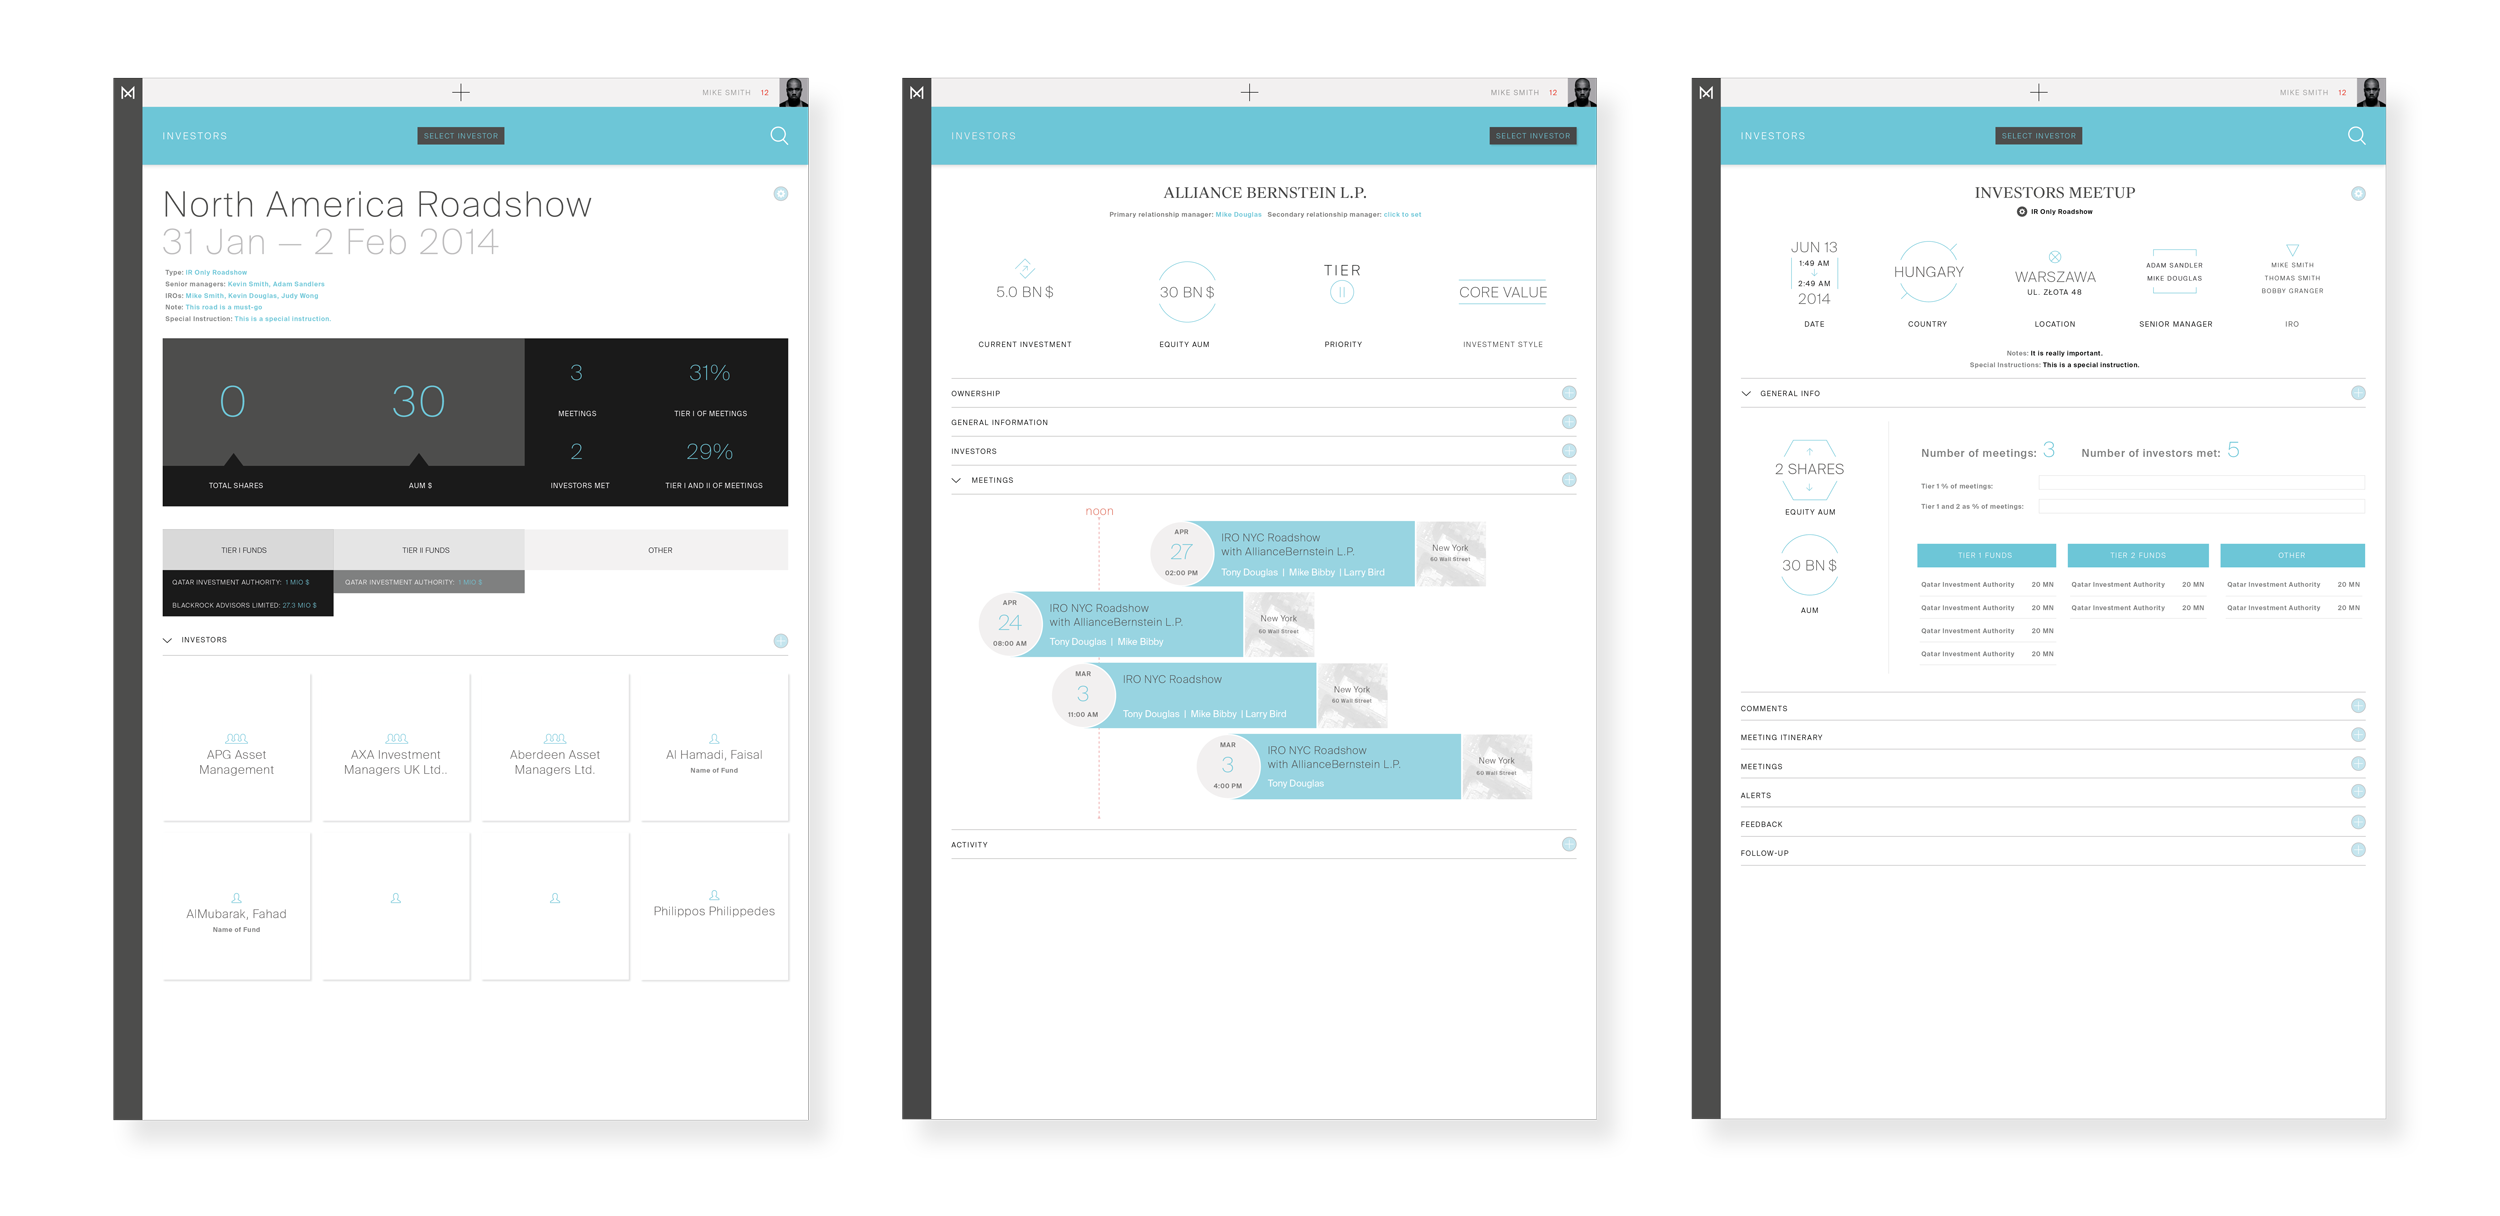 MIKE SMITH 12
INVESTORS
SELECT INVESTOR
North America Roadshow
31 Jan — 2 Feb 2014
Type: IR Only Roadshow
Senior managers: Kevin Smith, Adam Sandlers
IROs: Mike Smith, Kevin Douglas, Judy Wong
Note: This road is a must-go
Special Instruction: This is a special instruction.
0
TOTAL SHARES
30
AUM $
3
MEETINGS
31%
TIER I OF MEETINGS
2
INVESTORS MET
29%
TIER I AND II OF MEETINGS
TIER I FUNDS
TIER II FUNDS
OTHER
QATAR INVESTMENT AUTHORITY: 1 MIO $
QATAR INVESTMENT AUTHORITY: 1 MIO $
BLACKROCK ADVISORS LIMITED: 27.3 MIO $
INVESTORS
APG Asset
Management
AXA Investment
Managers UK Ltd..
Aberdeen Asset
Managers Ltd.
Al Hamadi, Faisal
Name of Fund
AlMubarak, Fahad
Name of Fund
Philippos Philippedes
MIKE SMITH 12
INVESTORS
SELECT INVESTOR
ALLIANCE BERNSTEIN L.P.
Primary relationship manager: Mike Douglas Secondary relationship manager: click to set
5.0 BN $
CURRENT INVESTMENT
30 BN $
EQUITY AUM
TIER
II
PRIORITY
CORE VALUE
INVESTMENT STYLE
OWNERSHIP
GENERAL INFORMATION
INVESTORS
MEETINGS
noon
APR
27
02:00 PM
IRO NYC Roadshow
with AllianceBernstein L.P.
Tony Douglas | Mike Bibby | Larry Bird
New York
60 Wall Street
APR
24
08:00 AM
IRO NYC Roadshow
with AllianceBernstein L.P.
Tony Douglas | Mike Bibby
New York
60 Wall Street
MAR
3
11:00 AM
IRO NYC Roadshow
Tony Douglas | Mike Bibby | Larry Bird
New York
60 Wall Street
MAR
3
4:00 PM
IRO NYC Roadshow
with AllianceBernstein L.P.
Tony Douglas
New York
60 Wall Street
ACTIVITY
MIKE SMITH 12
INVESTORS
SELECT INVESTOR
INVESTORS MEETUP
IR Only Roadshow
JUN 13
1:49 AM
2:49 AM
2014
DATE
HUNGARY
COUNTRY
WARSZAWA
UL. ZŁOTA 48
LOCATION
ADAM SANDLER
MIKE DOUGLAS
SENIOR MANAGER
MIKE SMITH
THOMAS SMITH
BOBBY GRANGER
IRO
Notes: It is really important.
Special Instructions: This is a special instruction.
GENERAL INFO
2 SHARES
EQUITY AUM
30 BN $
AUM
Number of meetings: 3 Number of investors met: 5
Tier 1 % of meetings:
Tier 1 and 2 as % of meetings:
TIER 1 FUNDS
TIER 2 FUNDS
OTHER
Qatar Investment Authority 20 MN
Qatar Investment Authority 20 MN
Qatar Investment Authority 20 MN
Qatar Investment Authority 20 MN
Qatar Investment Authority 20 MN
Qatar Investment Authority 20 MN
Qatar Investment Authority 20 MN
Qatar Investment Authority 20 MN
COMMENTS
MEETING ITINERARY
MEETINGS
ALERTS
FEEDBACK
FOLLOW-UP